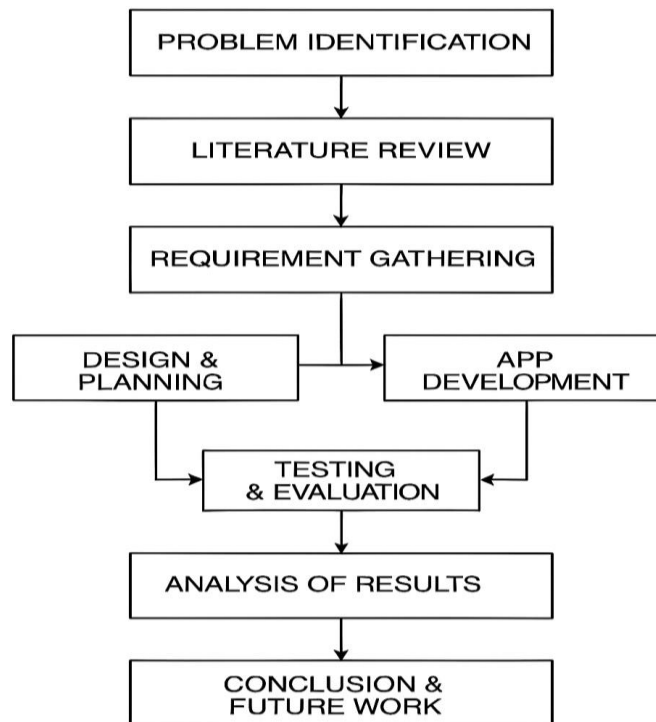 PROBLEM IDENTIFICATION
LITERATURE REVIEW
REQUIREMENT GATHERING
DESIGN &
PLANNING
APP
DEVELOPMENT
TESTING
& EVALUATION
ANALYSIS OF RESULTS
CONCLUSION &
FUTURE WORK